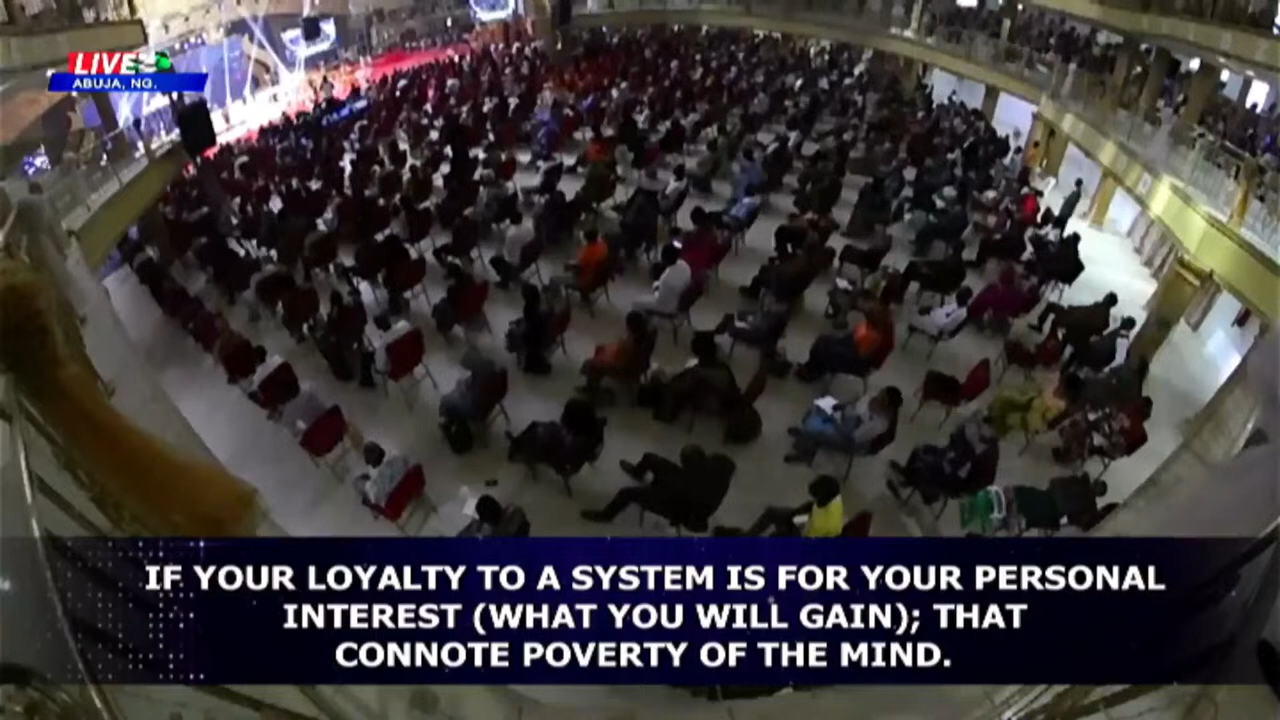 LIVE
ABUJA, NG.
IF YOUR LOYALTY TO A SYSTEM IS FOR YOUR PERSONAL
INTEREST (WHAT YOU WILL GAIN); THAT
CONNOTE POVERTY OF THE MIND.